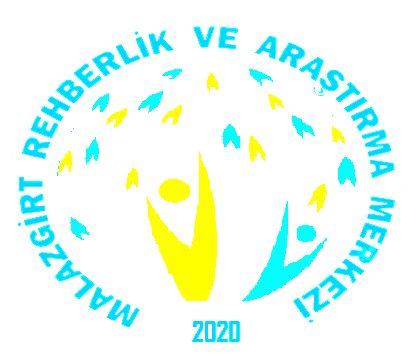 MALAZGİRT REHBERLİK VE ARAŞTIRMA MERKEZİ
2020